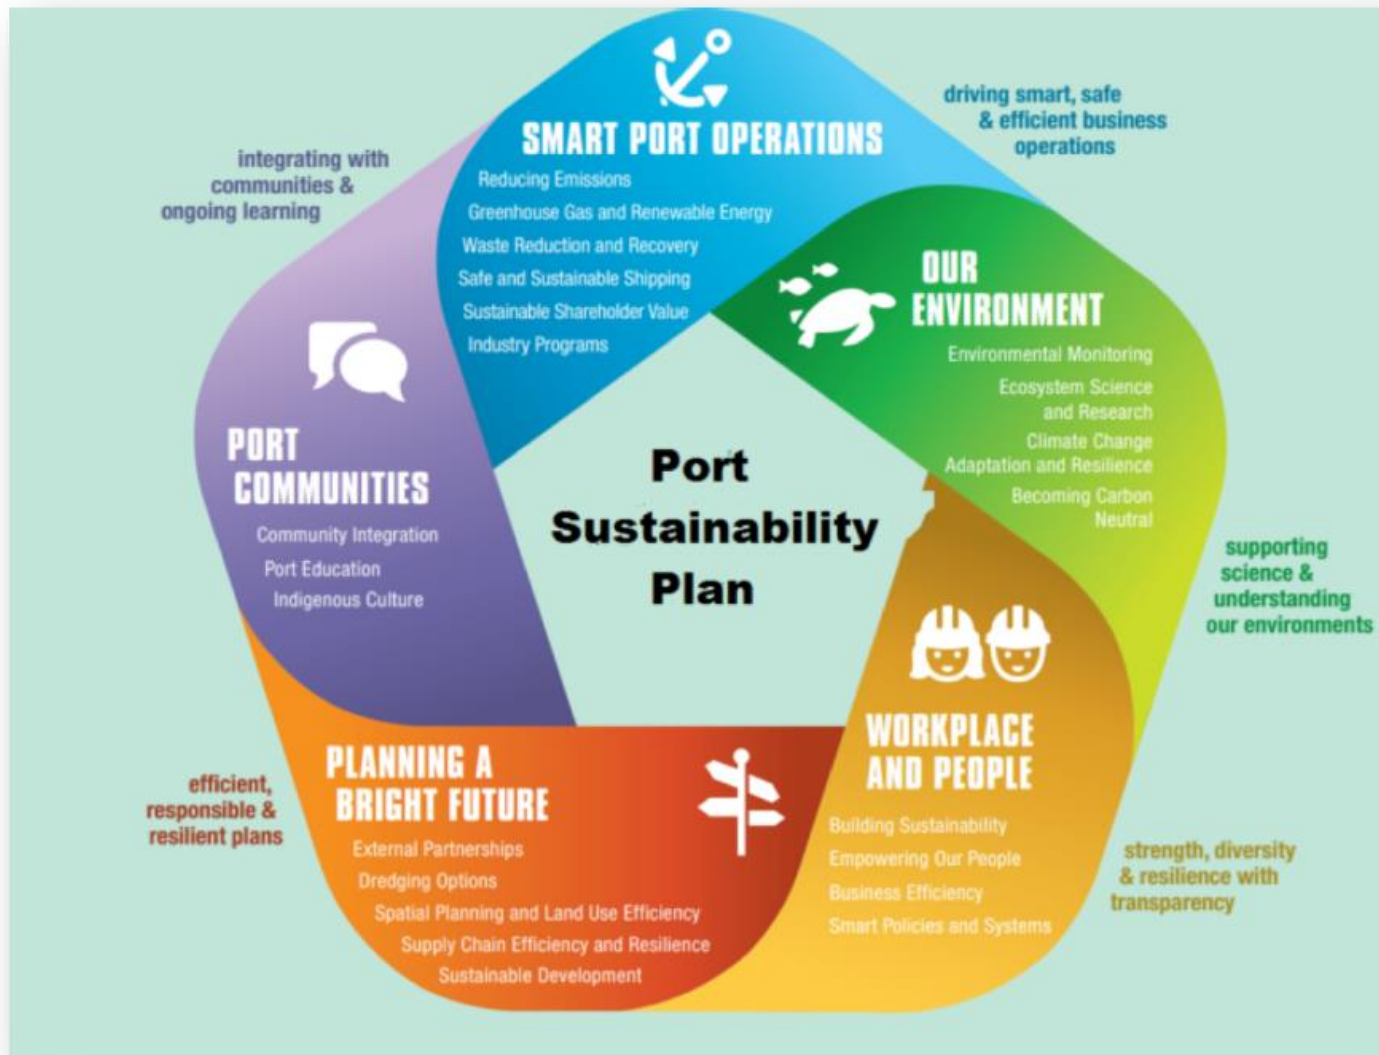 SMART PORT OPERATIONS
Reducing Emissions
Greenhouse Gas and Renewable Energy
Waste Reduction and Recovery
Safe and Sustainable Shipping
Sustainable Shareholder Value
Industry Programs
driving smart, safe
& efficient business
operations
OUR
ENVIRONMENT
Environmental Monitoring
Ecosystem Science
and Research
Climate Change
Adaptation and Resilience
Becoming Carbon
Neutral
supporting
science &
understanding
our environments
WORKPLACE
AND PEOPLE
Building Sustainability
Empowering Our People
Business Efficiency
Smart Policies and Systems
strength, diversity
& resilience with
transparency
PLANNING A
BRIGHT FUTURE
External Partnerships
Dredging Options
Spatial Planning and Land Use Efficiency
Supply Chain Efficiency and Resilience
Sustainable Development
efficient,
responsible &
resilient plans
PORT
COMMUNITIES
Community Integration
Port Education
Indigenous Culture
integrating with
communities &
ongoing learning
Port
Sustainability
Plan